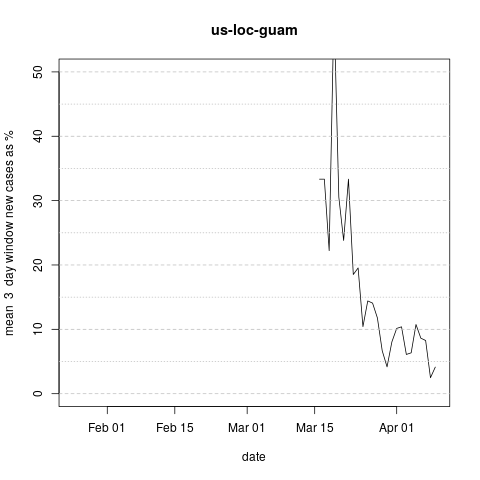 us-loc-guam
mean  3  day window new cases as %
50
40
30
20
10
0
Feb 01
Feb 15
Mar 01
Mar 15
Apr 01
date